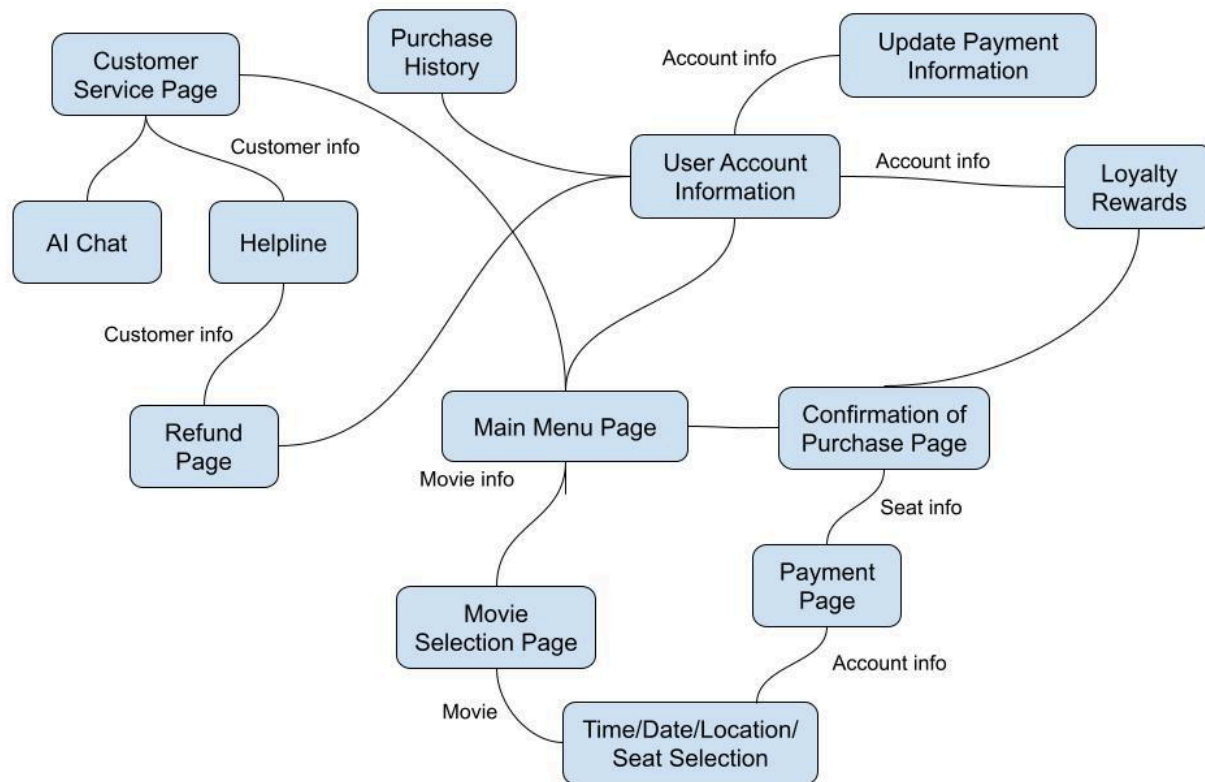 Customer
Service Page
Purchase
History
Account info
Update Payment
Information
Customer info
User Account
Information
Account info
Loyalty
Rewards
AI Chat
Helpline
Customer info
Refund
Page
Main Menu Page
Confirmation of
Purchase Page
Movie info
Seat info
Payment
Page
Movie
Selection Page
Account info
Movie
Time/Date/Location/
Seat Selection